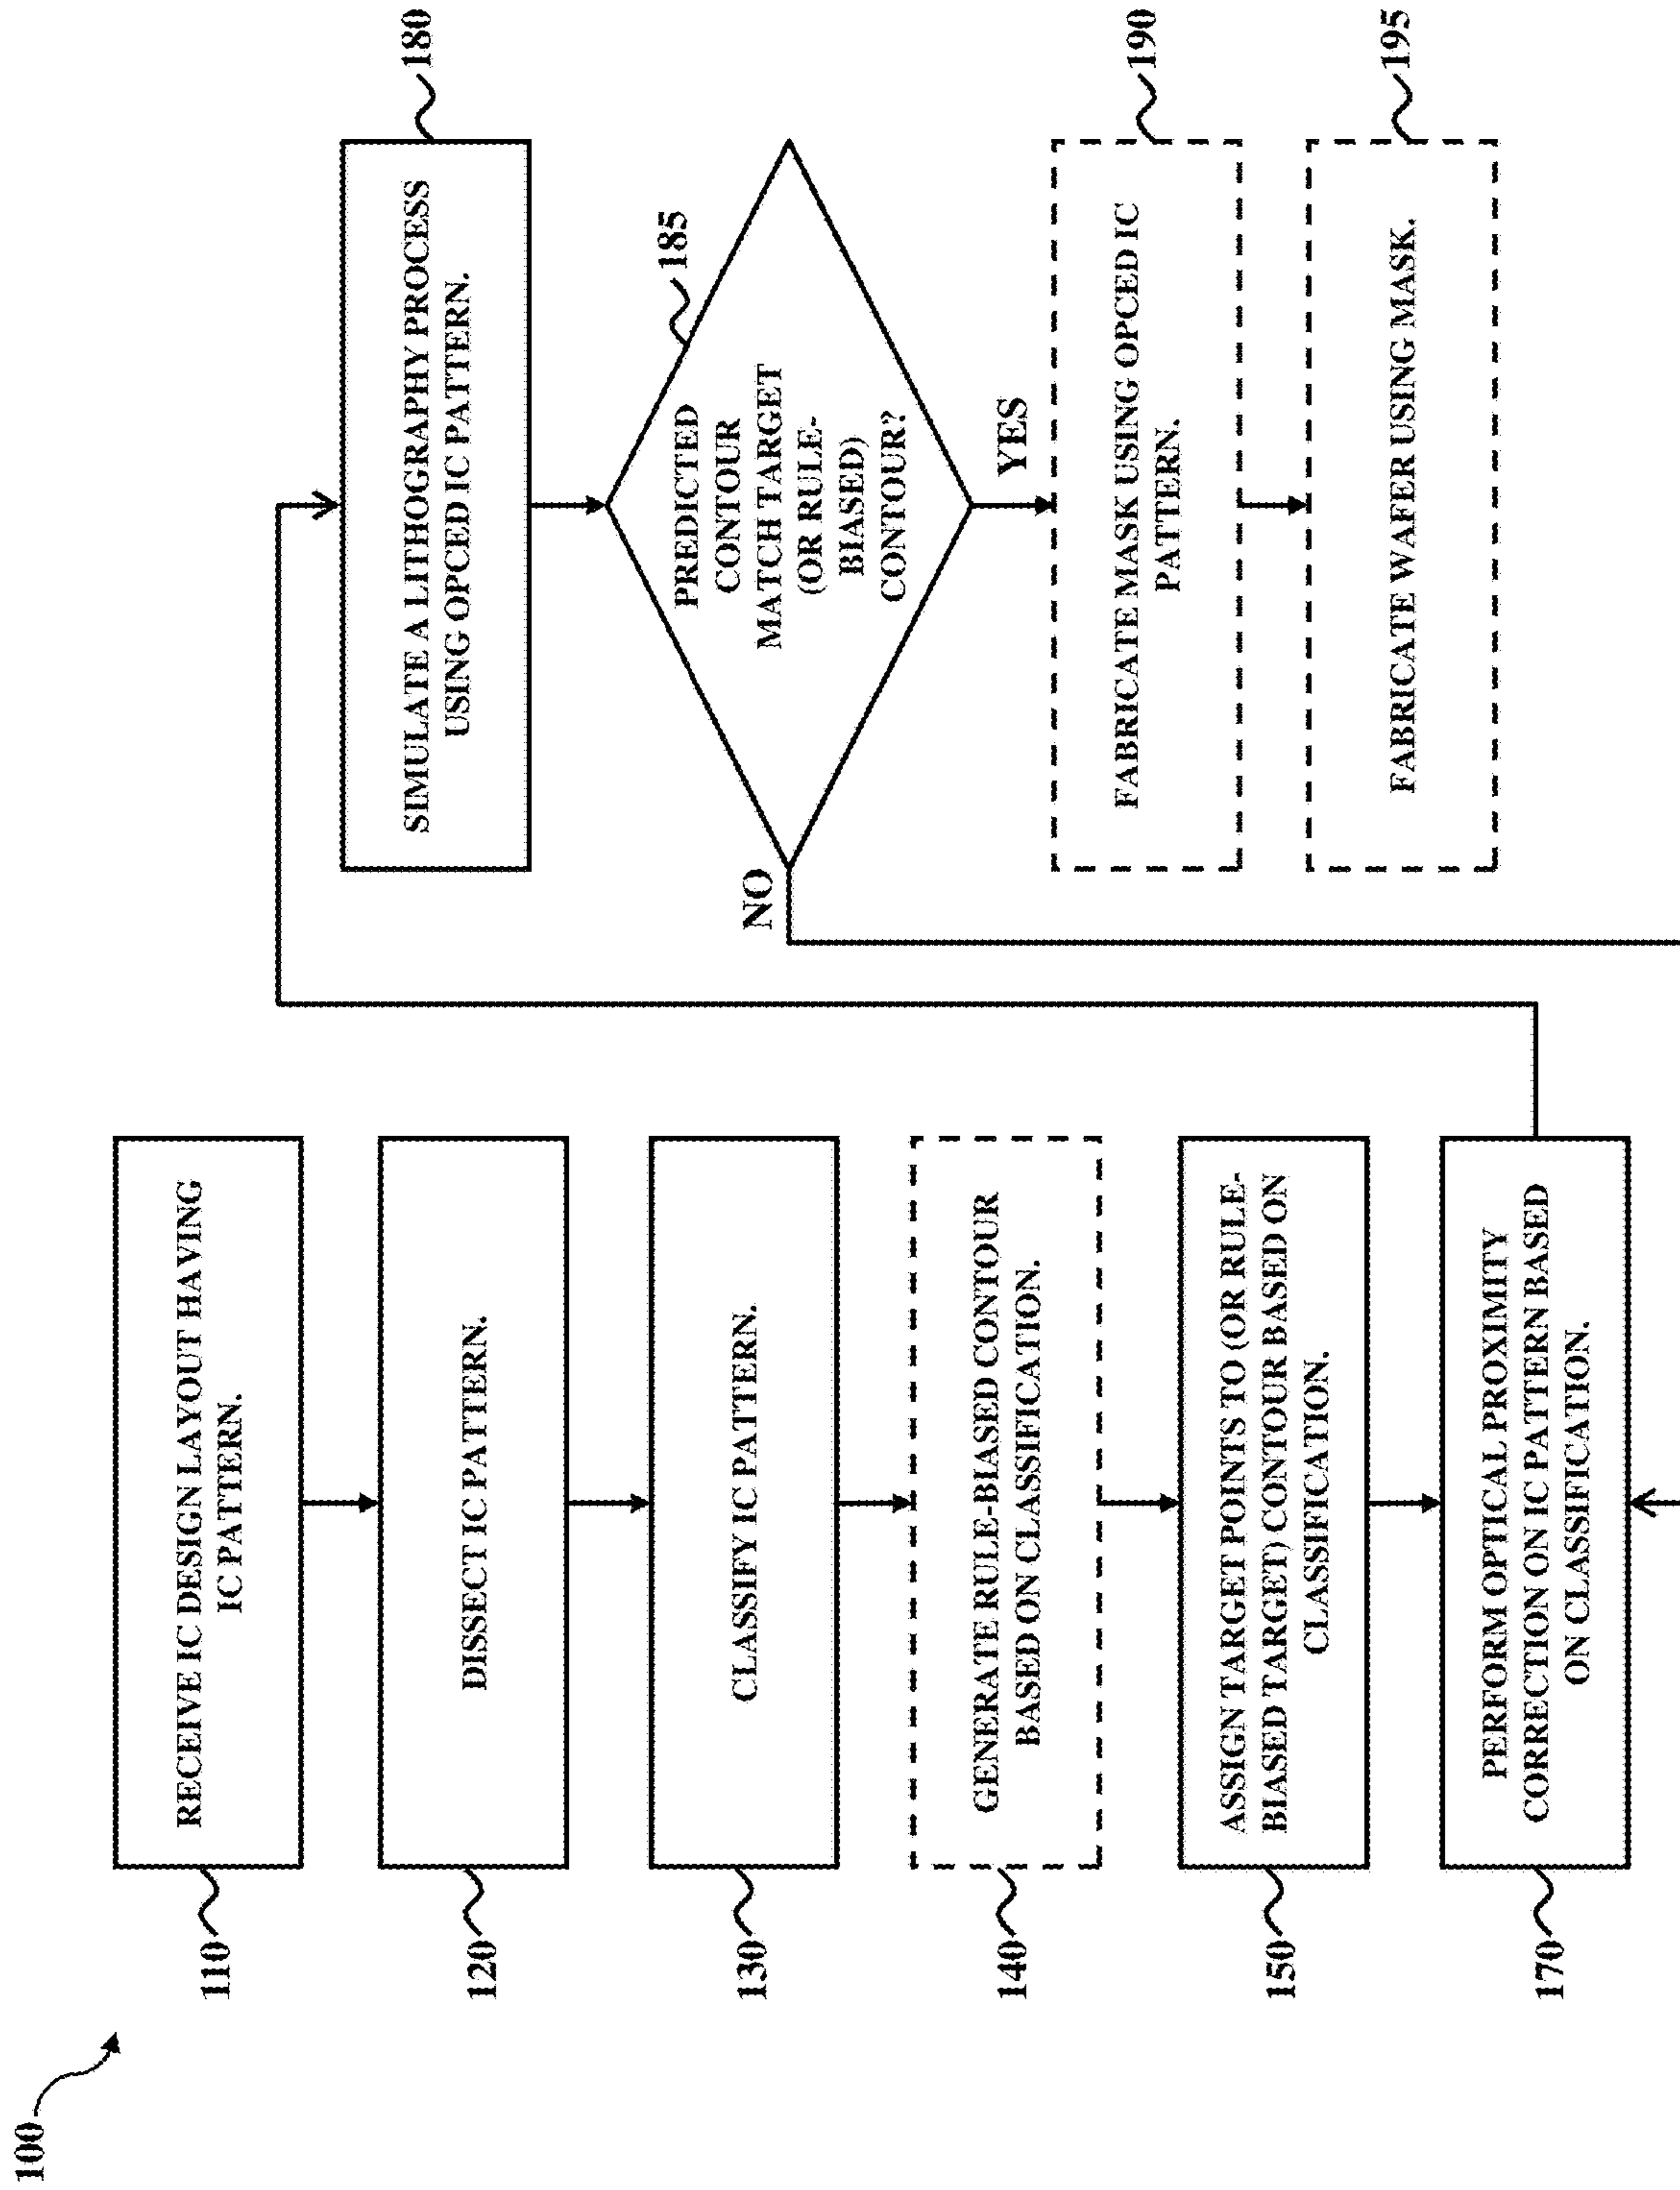 100
110
RECEIVE IC DESIGN LAYOUT HAVING
IC PATTERN.
120
DISSECT IC PATTERN.
130
CLASSIFY IC PATTERN.
140
GENERATE RULE-BIASED CONTOUR
BASED ON CLASSIFICATION.
150
ASSIGN TARGET POINTS TO (OR RULE-
BIASED TARGET) CONTOUR BASED ON
CLASSIFICATION.
170
PERFORM OPTICAL PROXIMITY
CORRECTION ON IC PATTERN BASED
ON CLASSIFICATION.
180
SIMULATE A LITHOGRAPHY PROCESS
USING OPCED IC PATTERN.
185
PREDICTED
CONTOUR
MATCH TARGET
(OR RULE-
BIASED)
CONTOUR?
NO
YES
190
FABRICATE MASK USING OPCED IC
PATTERN.
195
FABRICATE WAFER USING MASK.